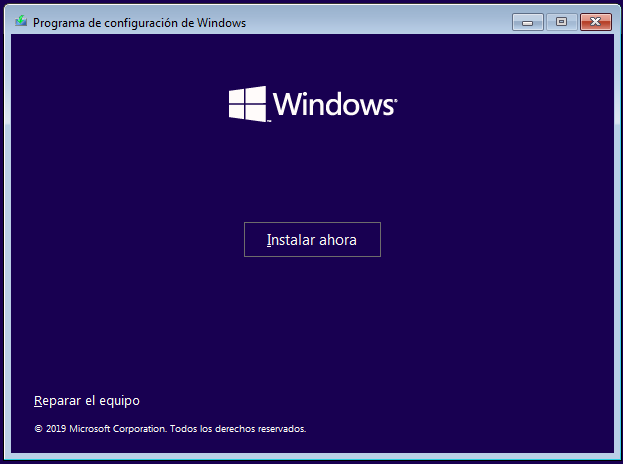 Programa de configuración de Windows
Windows®
Instalar ahora
Reparar el equipo
© 2019 Microsoft Corporation. Todos los derechos reservados.